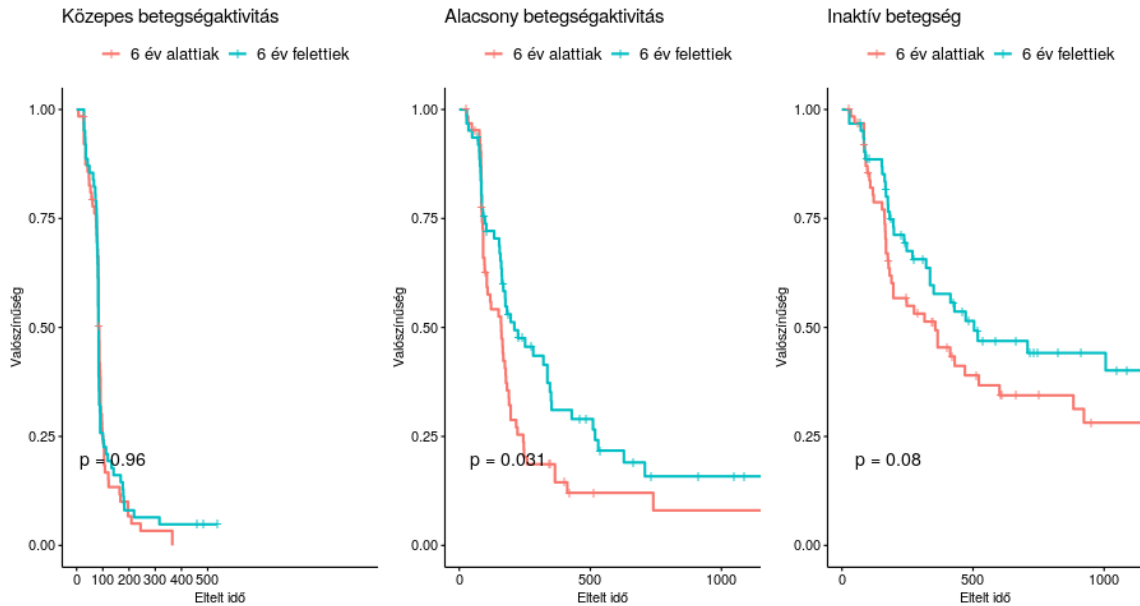 Közepes betegségaktivitás
6 év alattiak 6 év felettiek
1.00
0.75
0.50
0.25
0.00
Valószínűség
p = 0.96
0 100 200 300 400 500
Eltelt idő
Alacsony betegségaktivitás
6 év alattiak 6 év felettiek
1.00
0.75
0.50
0.25
0.00
Valószínűség
p = 0.031
0 500 1000
Eltelt idő
Inaktív betegség
6 év alattiak 6 év felettiek
1.00
0.75
0.50
0.25
0.00
Valószínűség
p = 0.08
0 500 1000
Eltelt idő